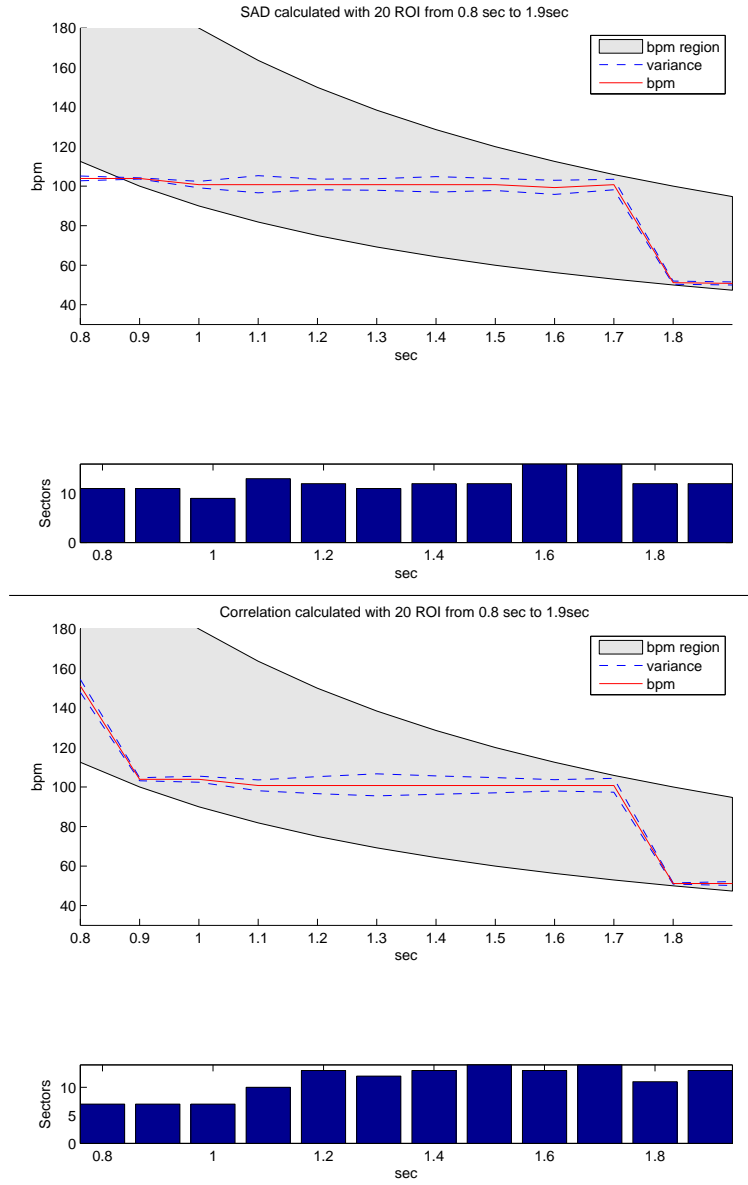 SAD calculated with 20 ROI from 0.8 sec to 1.9sec
180
160
140
120
100
80
60
40
bpm
bpm region
variance
bpm
0.8 0.9 1 1.1 1.2 1.3 1.4 1.5 1.6 1.7 1.8
sec
10
0
Sectors
0.8 1 1.2 1.4 1.6 1.8
sec
Correlation calculated with 20 ROI from 0.8 sec to 1.9sec
180
160
140
120
100
80
60
40
bpm
bpm region
variance
bpm
0.8 0.9 1 1.1 1.2 1.3 1.4 1.5 1.6 1.7 1.8
sec
10
5
0
Sectors
0.8 1 1.2 1.4 1.6 1.8
sec